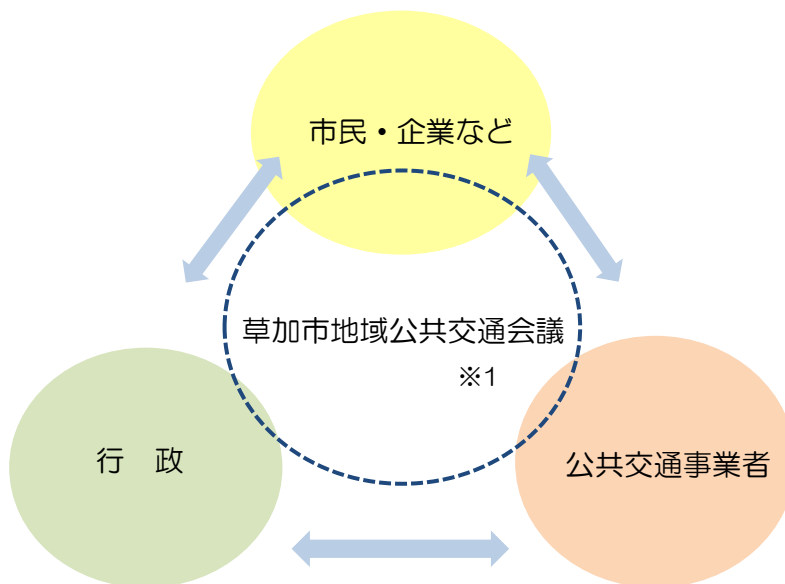 市民・企業など
草加市地域公共交通会議
※1
行　政
公共交通事業者